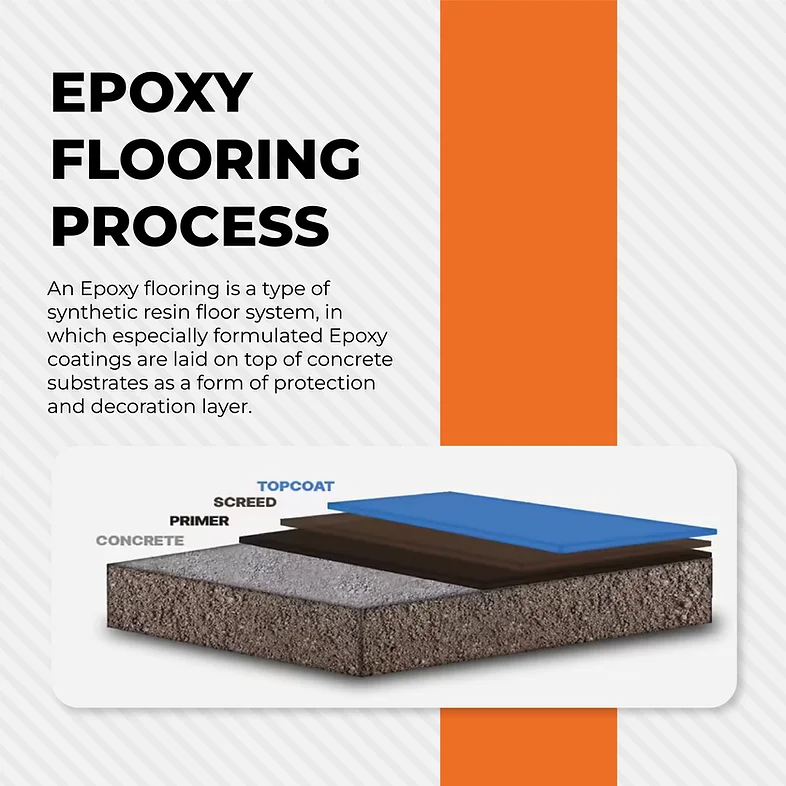 EPOXY
FLOORING
PROCESS
An Epoxy flooring is a type of
synthetic resin floor system, in
which especially formulated Epoxy
coatings are laid on top of concrete
substrates as a form of protection
and decoration layer.
TOPCOAT
SCREED
PRIMER
CONCRETE